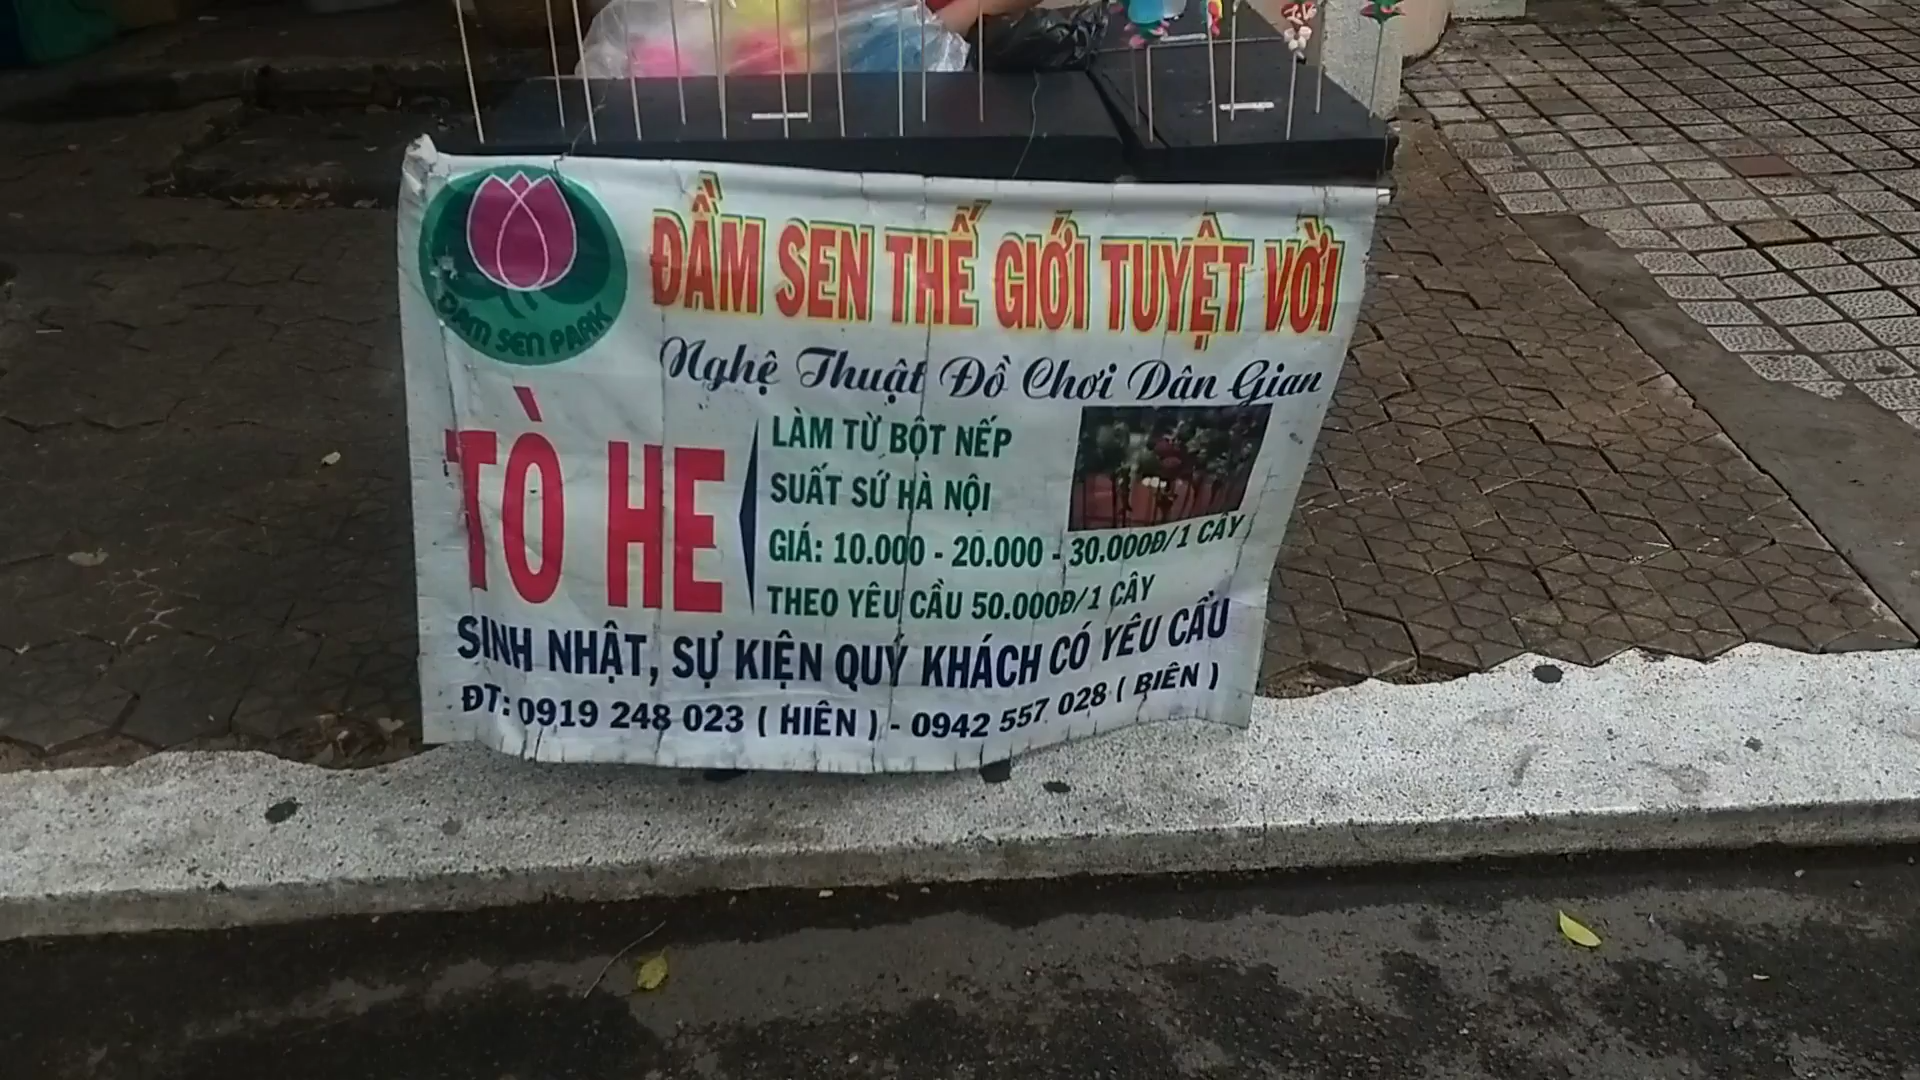 ĐẦM SEN PARK
ĐẦM SEN THẾ GIỚI TUYỆT VỜI
Nghệ Thuật Đồ Chơi Dân Gian
TÒ HE
LÀM TỪ BỘT NẾP
SUẤT SỨ HÀ NỘI
GIÁ: 10.000 - 20.000 - 30.000Đ/1 CÂY
THEO YÊU CẦU 50.000Đ/1 CÂY
SINH NHẬT, SỰ KIỆN QUÝ KHÁCH CÓ YÊU CẦU
ĐT: 0919 248 023 ( HIÊN ) - 0942 557 028 ( BIÊN )